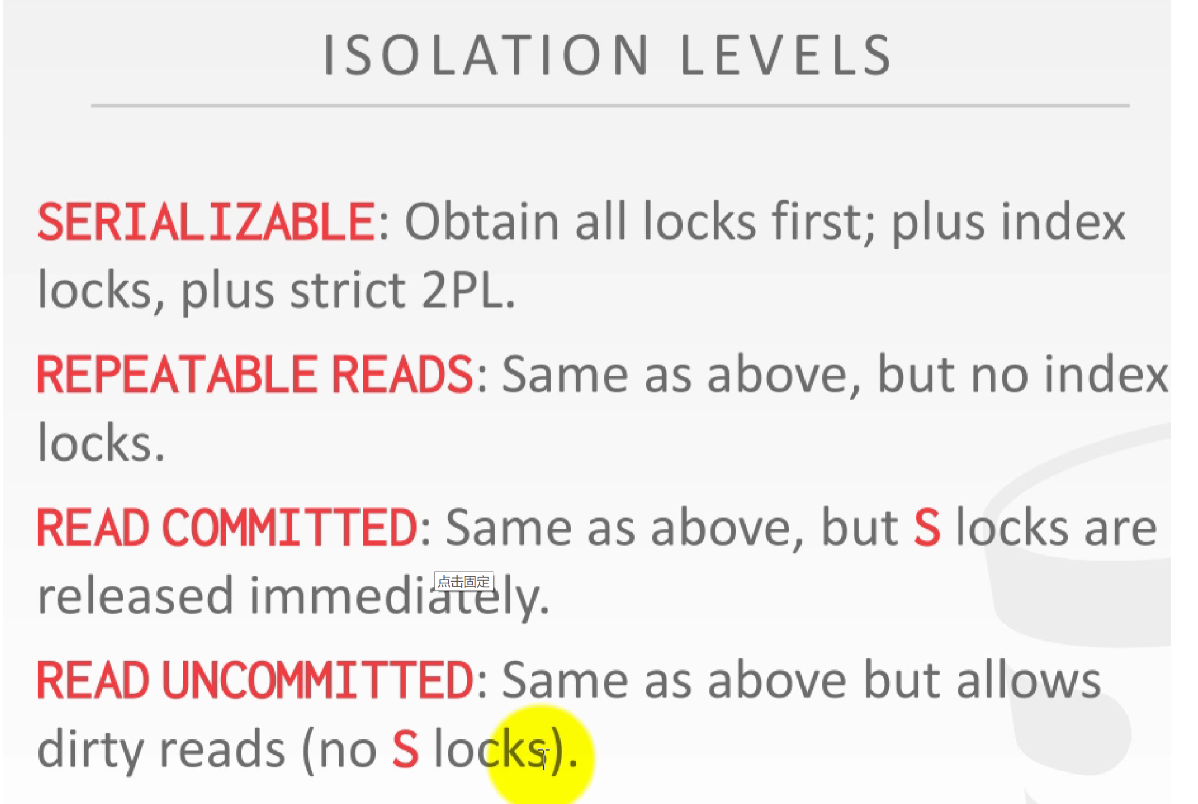 ISOLATION LEVELS
SERIALIZABLE: Obtain all locks first; plus index
locks, plus strict 2PL.
REPEATABLE READS: Same as above, but no index
locks.
READ COMMITTED: Same as above, but S locks are
released immediately.
点击固定
READ UNCOMMITTED: Same as above but allows
dirty reads (no S locks).